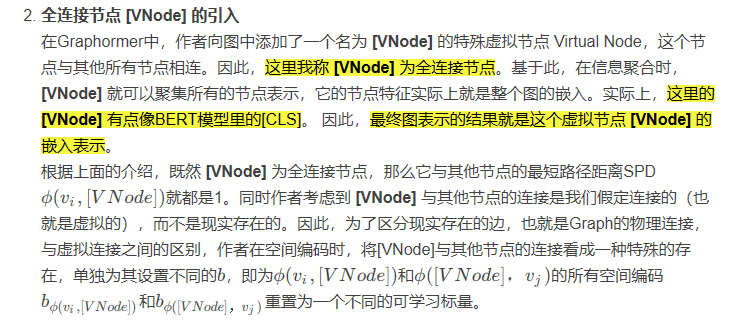 2. 全连接节点 [VNode] 的引入
在Graphormer中，作者向图中添加了一个名为 [VNode] 的特殊虚拟节点 Virtual Node，这个节
点与其他所有节点相连。因此，这里我称 [VNode] 为全连接节点。基于此，在信息聚合时，
[VNode] 就可以聚集所有的节点表示，它的节点特征实际上就是整个图的嵌入。实际上，这里的
[VNode] 有点像BERT模型里的[CLS]。 因此，最终图表示的结果就是这个虚拟节点 [VNode] 的
嵌入表示。
根据上面的介绍，既然 [VNode] 为全连接节点，那么它与其他节点的最短路径距离SPD
ϕ(v_i, [VNode])就都是1。同时作者考虑到 [VNode] 与其他节点的连接是我们假定连接的（也
就是虚拟的），而不是现实存在的。因此，为了区分现实存在的边，也就是Graph的物理连接，
与虚拟连接之间的区别，作者在空间编码时，将[VNode]与其他节点的连接看成一种特殊的存
在，单独为其设置不同的b，即为ϕ(v_i, [VNode])和ϕ([VNode]，v_j)的所有空间编码
b_{ϕ(v_i,[VNode])} 和b_{ϕ([VNode]，v_j)} 重置为一个不同的可学习标量。